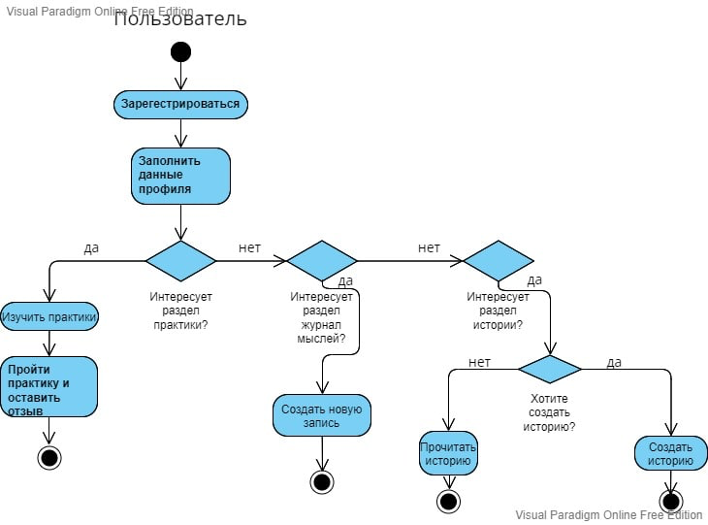 Visual Paradigm Online Free Edition
Пользователь
Зарегестрироваться
Заполнить
данные
профиля
да
нет
нет
Интересует
раздел
практики?
да
Интересует
раздел
журнал
мыслей?
да
Интересует
раздел
истории?
Изучить практики
Пройти
практику и
оставить
отзыв
Создать новую
запись
нет
да
Хотите
создать
историю?
Прочитать
историю
Создать
историю
Visual Paradigm Online Free Edition